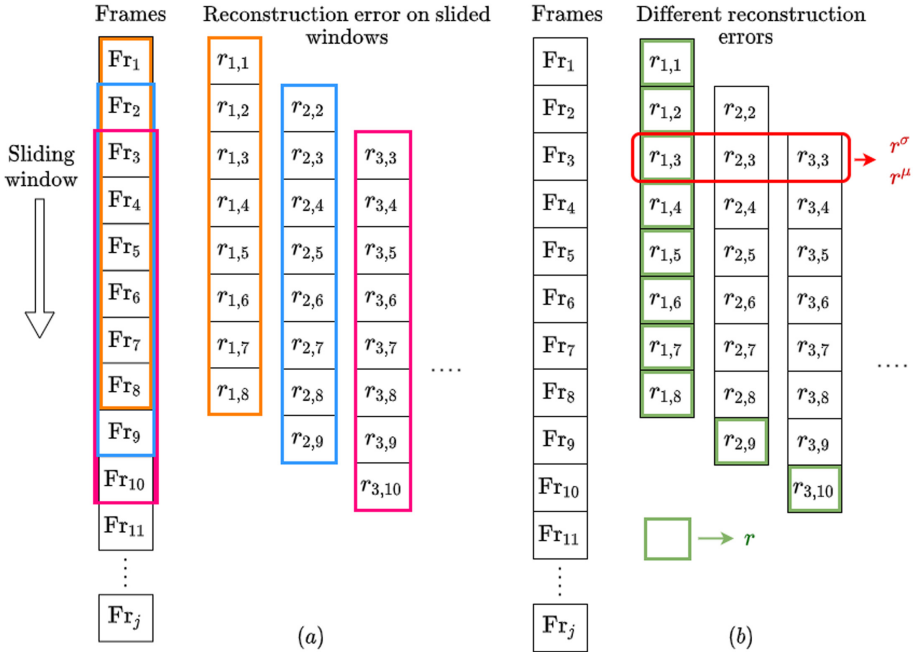 Frames
Reconstruction error on slided
windows
Sliding
window
Fr₁
Fr₂
Fr₃
Fr₄
Fr₅
Fr₆
Fr₇
Fr₈
Fr₉
Fr₁₀
Fr₁₁
Frⱼ
r₁,₁
r₁,₂
r₁,₃
r₁,₄
r₁,₅
r₁,₆
r₁,₇
r₁,₈
r₂,₂
r₂,₃
r₂,₄
r₂,₅
r₂,₆
r₂,₇
r₂,₈
r₂,₉
r₃,₃
r₃,₄
r₃,₅
r₃,₆
r₃,₇
r₃,₈
r₃,₉
r₃,₁₀
....
(a)
Frames
Different reconstruction
errors
Fr₁
Fr₂
Fr₃
Fr₄
Fr₅
Fr₆
Fr₇
Fr₈
Fr₉
Fr₁₀
Fr₁₁
Frⱼ
r₁,₁
r₁,₂
r₁,₃
r₁,₄
r₁,₅
r₁,₆
r₁,₇
r₁,₈
r₂,₂
r₂,₃
r₂,₄
r₂,₅
r₂,₆
r₂,₇
r₂,₈
r₂,₉
r₃,₃
r₃,₄
r₃,₅
r₃,₆
r₃,₇
r₃,₈
r₃,₉
r₃,₁₀
r^σ
r^μ
....
r
(b)